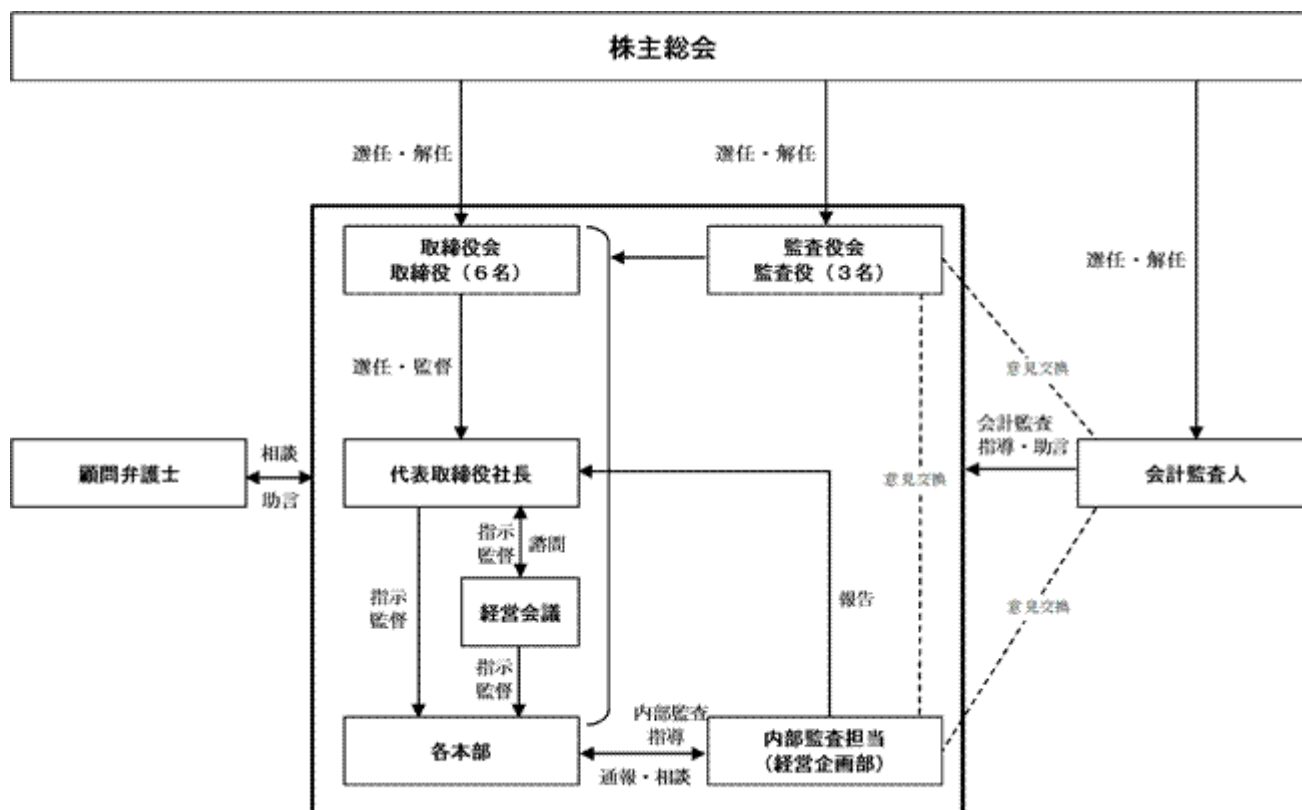 株主総会
選任・解任
選任・解任
選任・解任
取締役会
取締役（6名）
監査役会
監査役（3名）
選任・監督
意見交換
会計監査
指導・助言
顧問弁護士
相談
助言
代表取締役社長
意見交換
会計監査人
指示
監督
諮問
経営会議
指示
監督
報告
意見交換
指示
監督
各本部
内部監査
指導
通報・相談
内部監査担当
（経営企画部）